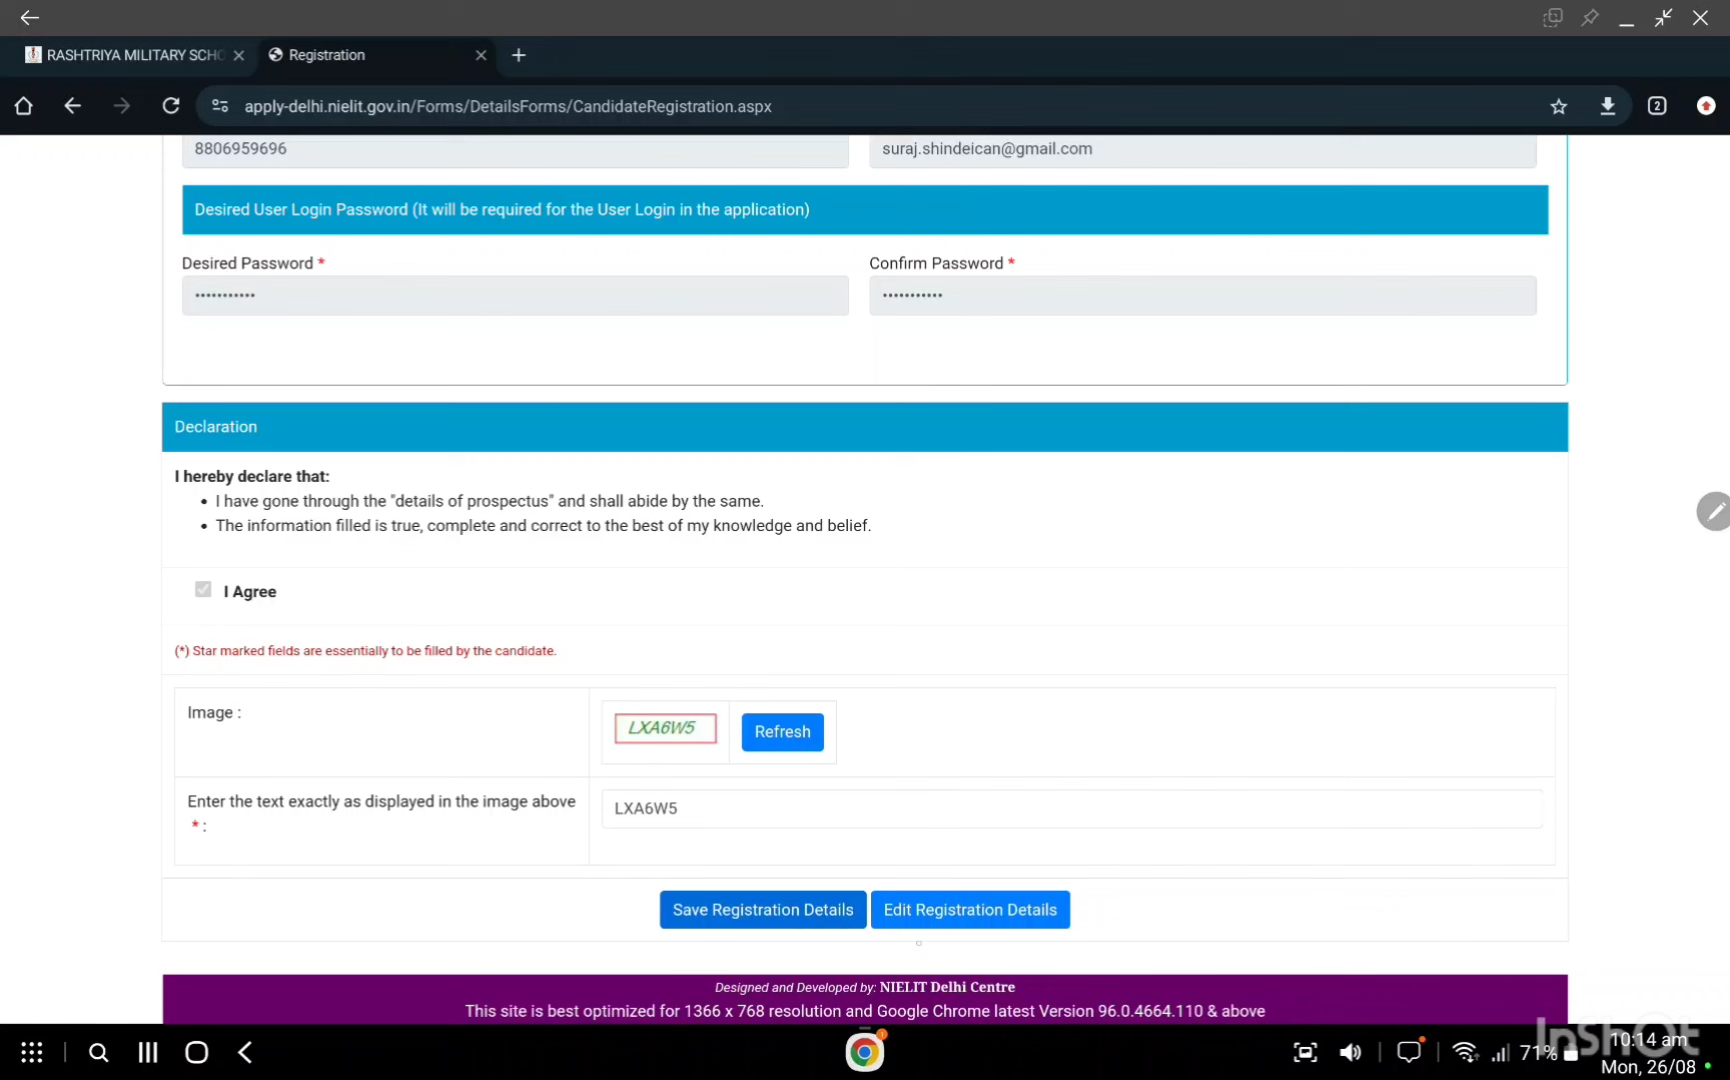 RASHTRIYA MILITARY SCHO
Registration
apply-delhi.nielit.gov.in/Forms/DetailsForms/CandidateRegistration.aspx
2
8806959696
suraj.shindeican@gmail.com
Desired User Login Password (It will be required for the User Login in the application)
Desired Password *
Confirm Password *
•••••••••••
•••••••••••
Declaration
I hereby declare that:
• I have gone through the "details of prospectus" and shall abide by the same.
• The information filled is true, complete and correct to the best of my knowledge and belief.
I Agree
(*) Star marked fields are essentially to be filled by the candidate.
Image :
LXA6W5
Refresh
Enter the text exactly as displayed in the image above
* :
LXA6W5
Save Registration Details
Edit Registration Details
Designed and Developed by: NIELIT Delhi Centre
This site is best optimized for 1366 x 768 resolution and Google Chrome latest Version 96.0.4664.110 & above
InShOt
71%
10:14 am
Mon, 26/08